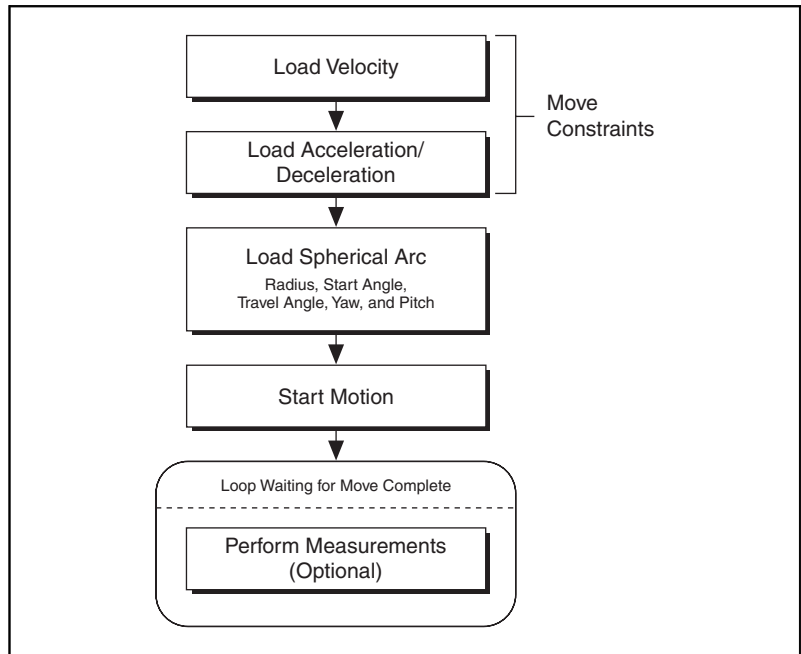 Load Velocity
Move
Constraints
Load Acceleration/
Deceleration
Load Spherical Arc
Radius, Start Angle,
Travel Angle, Yaw, and Pitch
Start Motion
Loop Waiting for Move Complete
Perform Measurements
(Optional)